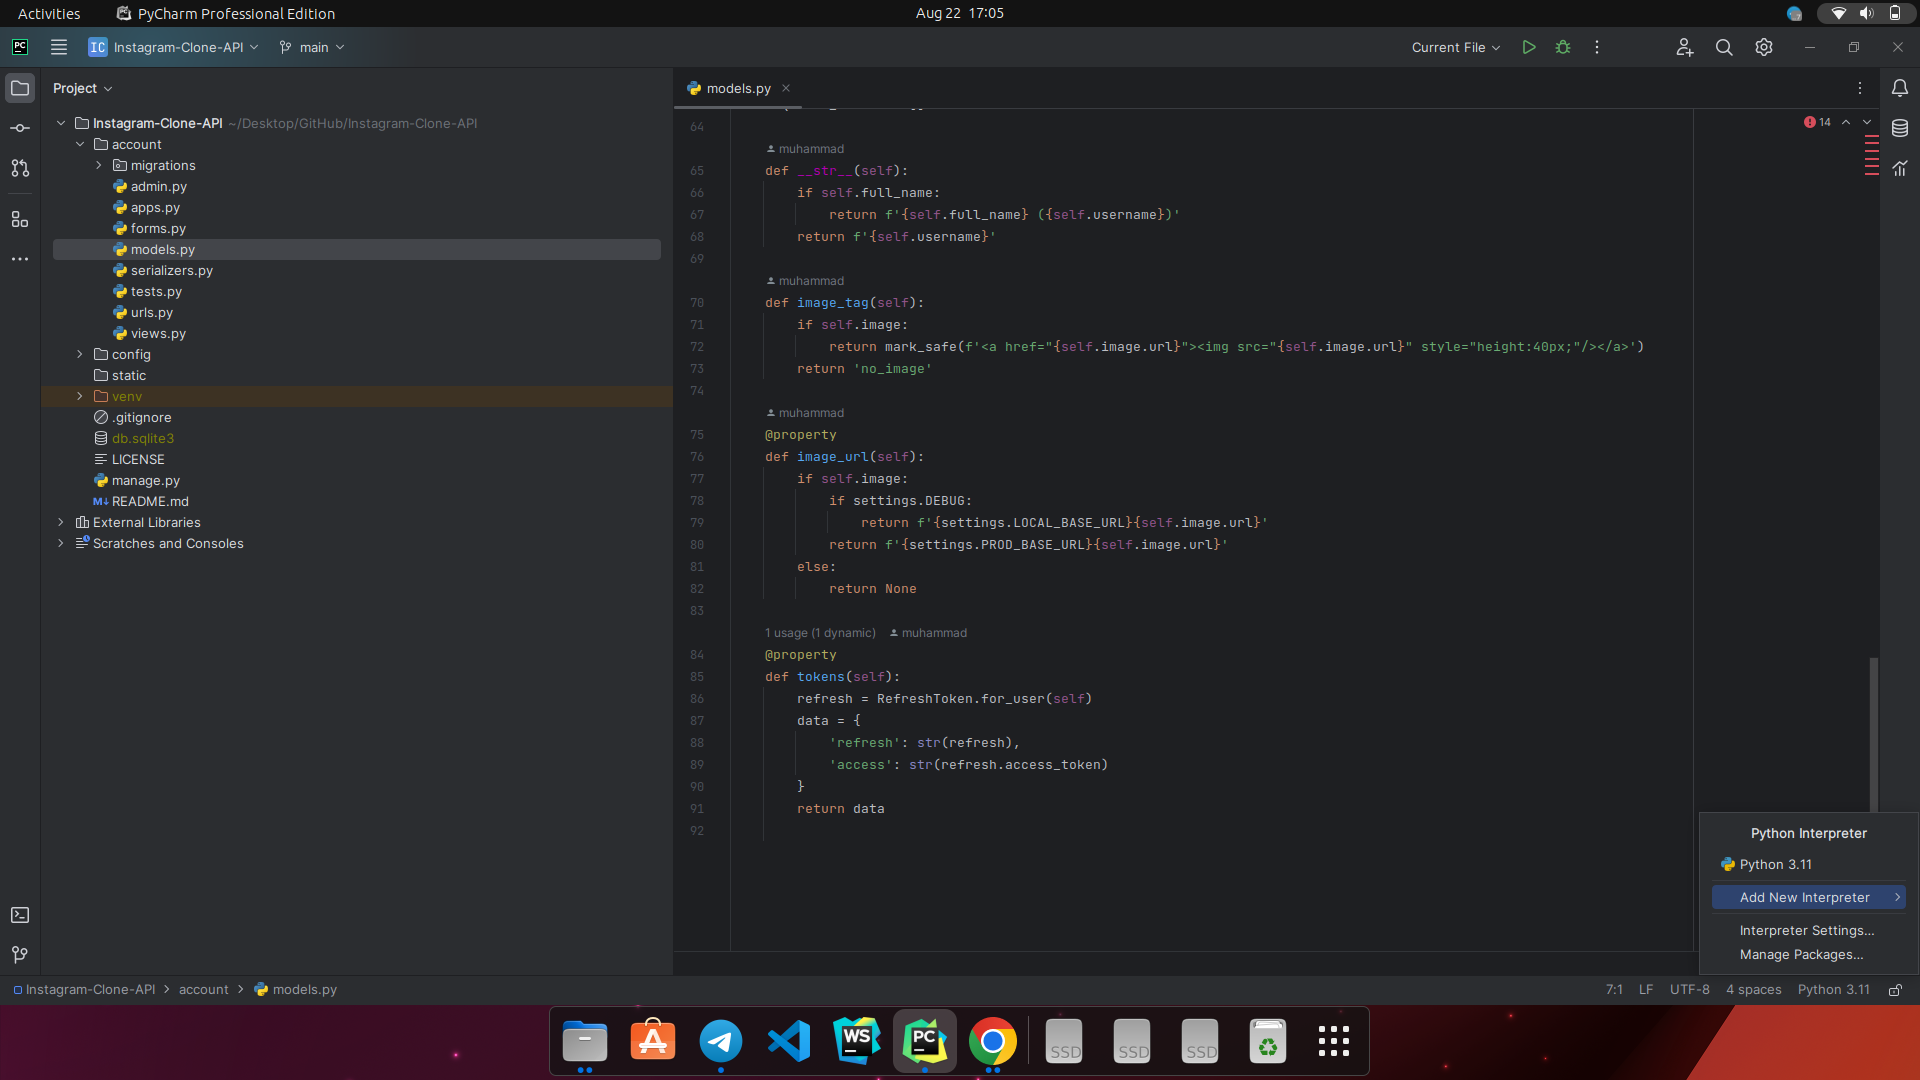 Activities
PyCharm Professional Edition
Aug 22 17:05
PC
IC
Instagram-Clone-API
main
Current File
Project
Instagram-Clone-API ~/Desktop/GitHub/Instagram-Clone-API
account
migrations
admin.py
apps.py
forms.py
models.py
serializers.py
tests.py
urls.py
views.py
config
static
venv
.gitignore
db.sqlite3
LICENSE
manage.py
M↓ README.md
External Libraries
Scratches and Consoles
models.py
14
64
muhammad
65 def __str__(self):
66 if self.full_name:
67 return f'{self.full_name} ({self.username})'
68 return f'{self.username}'
69
muhammad
70 def image_tag(self):
71 if self.image:
72 return mark_safe(f'<a href="{self.image.url}"><img src="{self.image.url}" style="height:40px;"/></a>')
73 return 'no_image'
74
muhammad
75 @property
76 def image_url(self):
77 if self.image:
78 if settings.DEBUG:
79 return f'{settings.LOCAL_BASE_URL}{self.image.url}'
80 return f'{settings.PROD_BASE_URL}{self.image.url}'
81 else:
82 return None
83
1 usage (1 dynamic) muhammad
84 @property
85 def tokens(self):
86 refresh = RefreshToken.for_user(self)
87 data = {
88 'refresh': str(refresh),
89 'access': str(refresh.access_token)
90 }
91 return data
92
Python Interpreter
Python 3.11
Add New Interpreter
Interpreter Settings...
Manage Packages...
Instagram-Clone-API > account > models.py
7:1 LF UTF-8 4 spaces Python 3.11
WS
PC
SSD
SSD
SSD